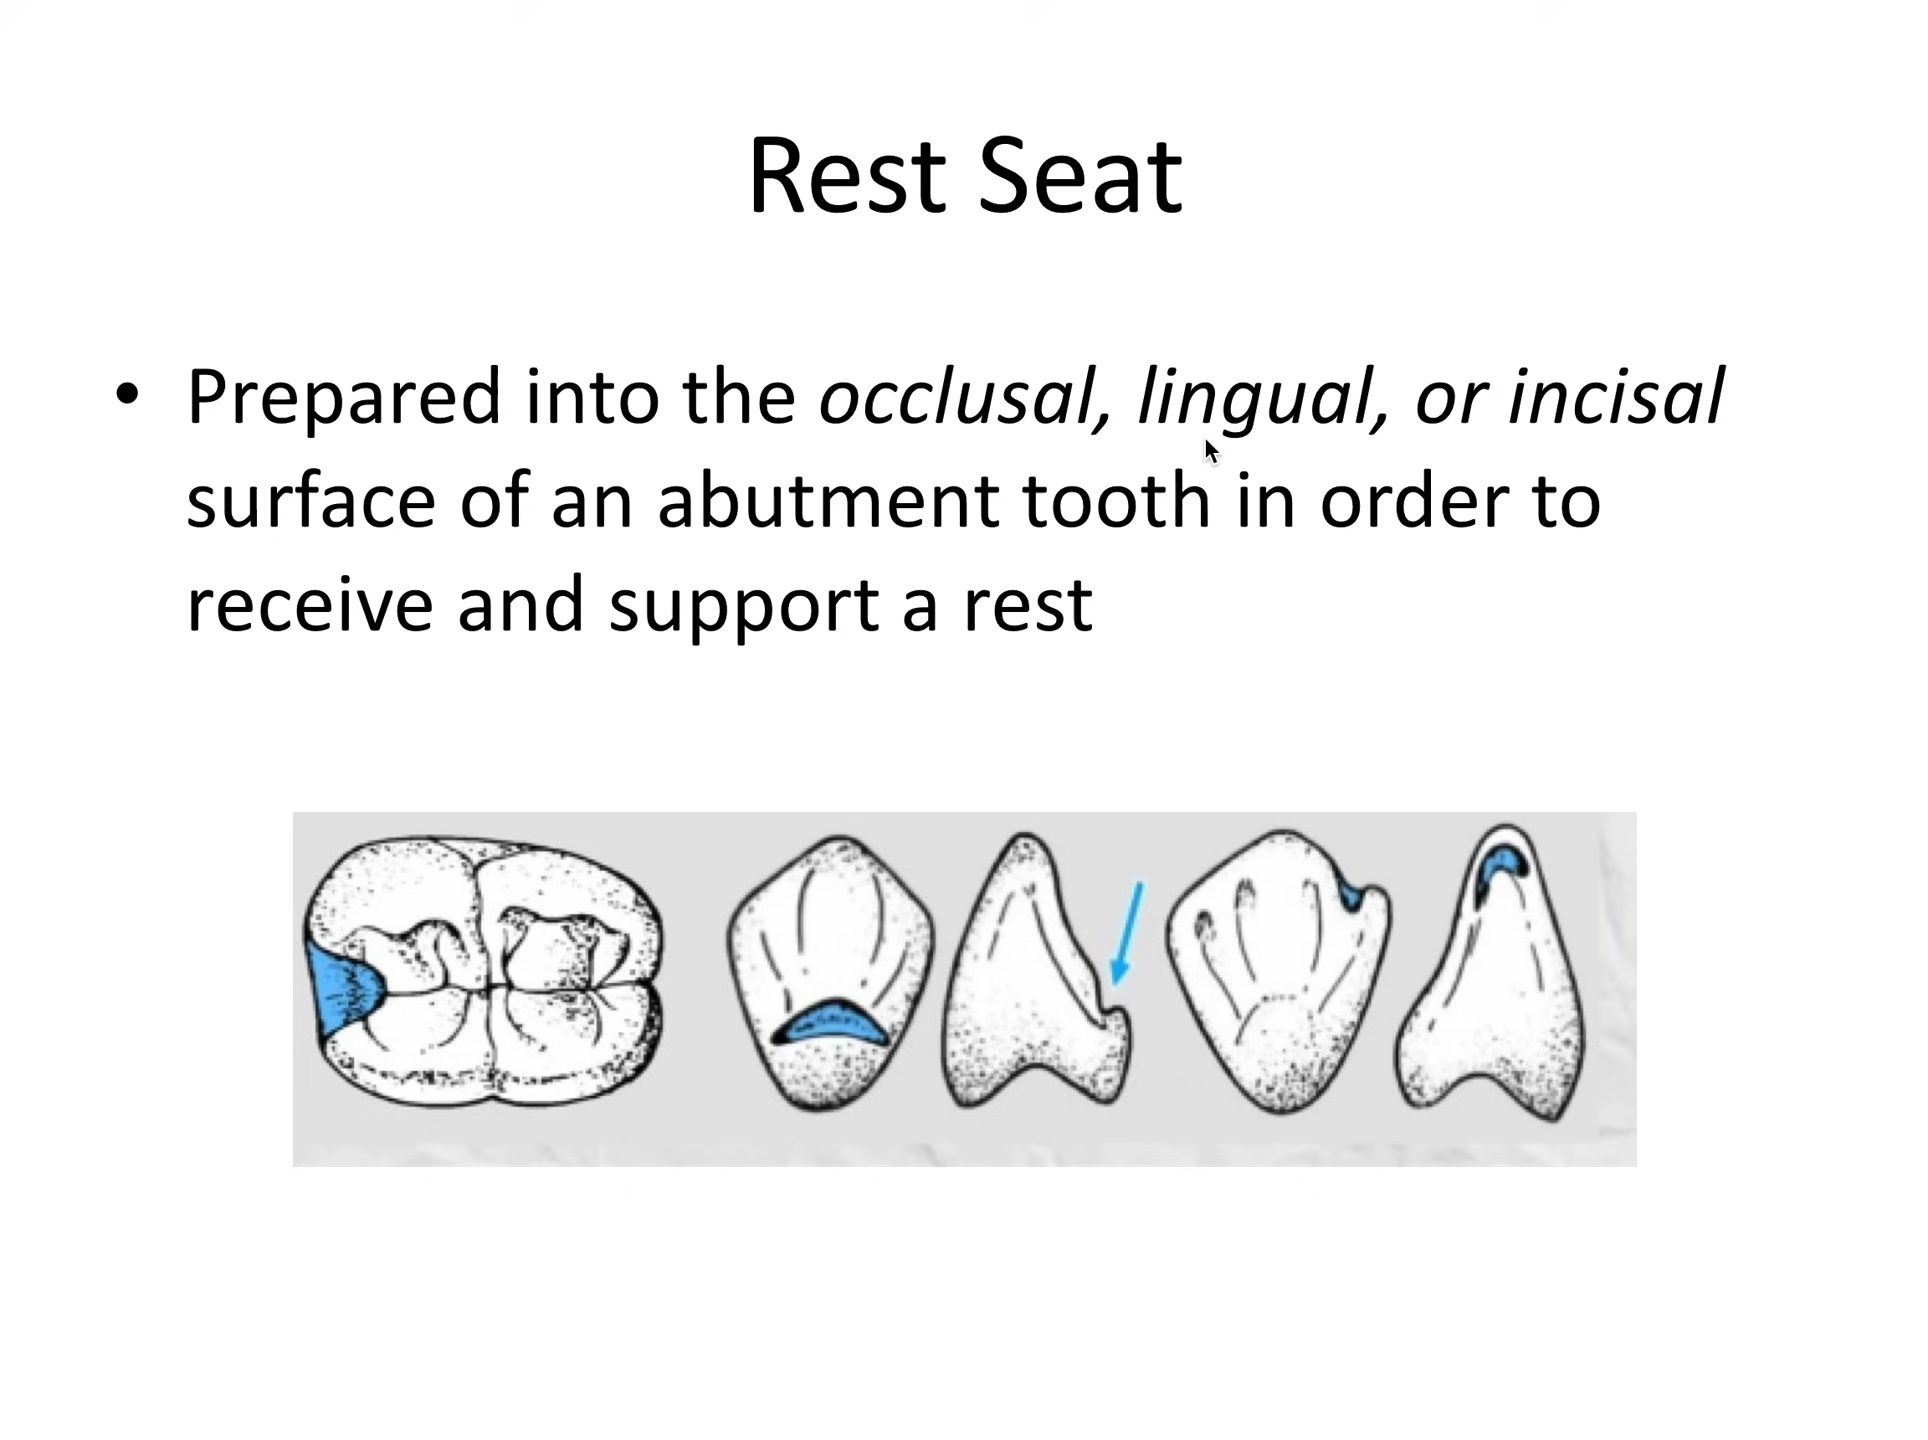 Rest Seat
• Prepared into the occlusal, lingual, or incisal
surface of an abutment tooth in order to
receive and support a rest